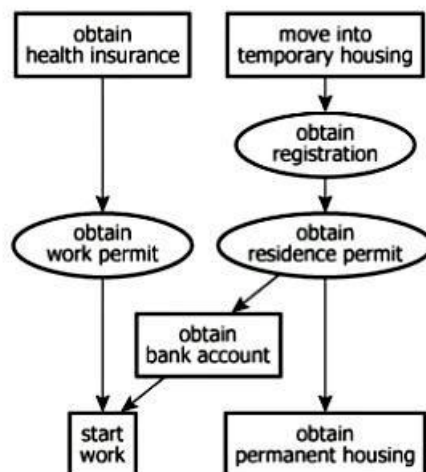 obtain
health insurance
move into
temporary housing
obtain
registration
obtain
work permit
obtain
residence permit
obtain
bank account
start
work
obtain
permanent housing